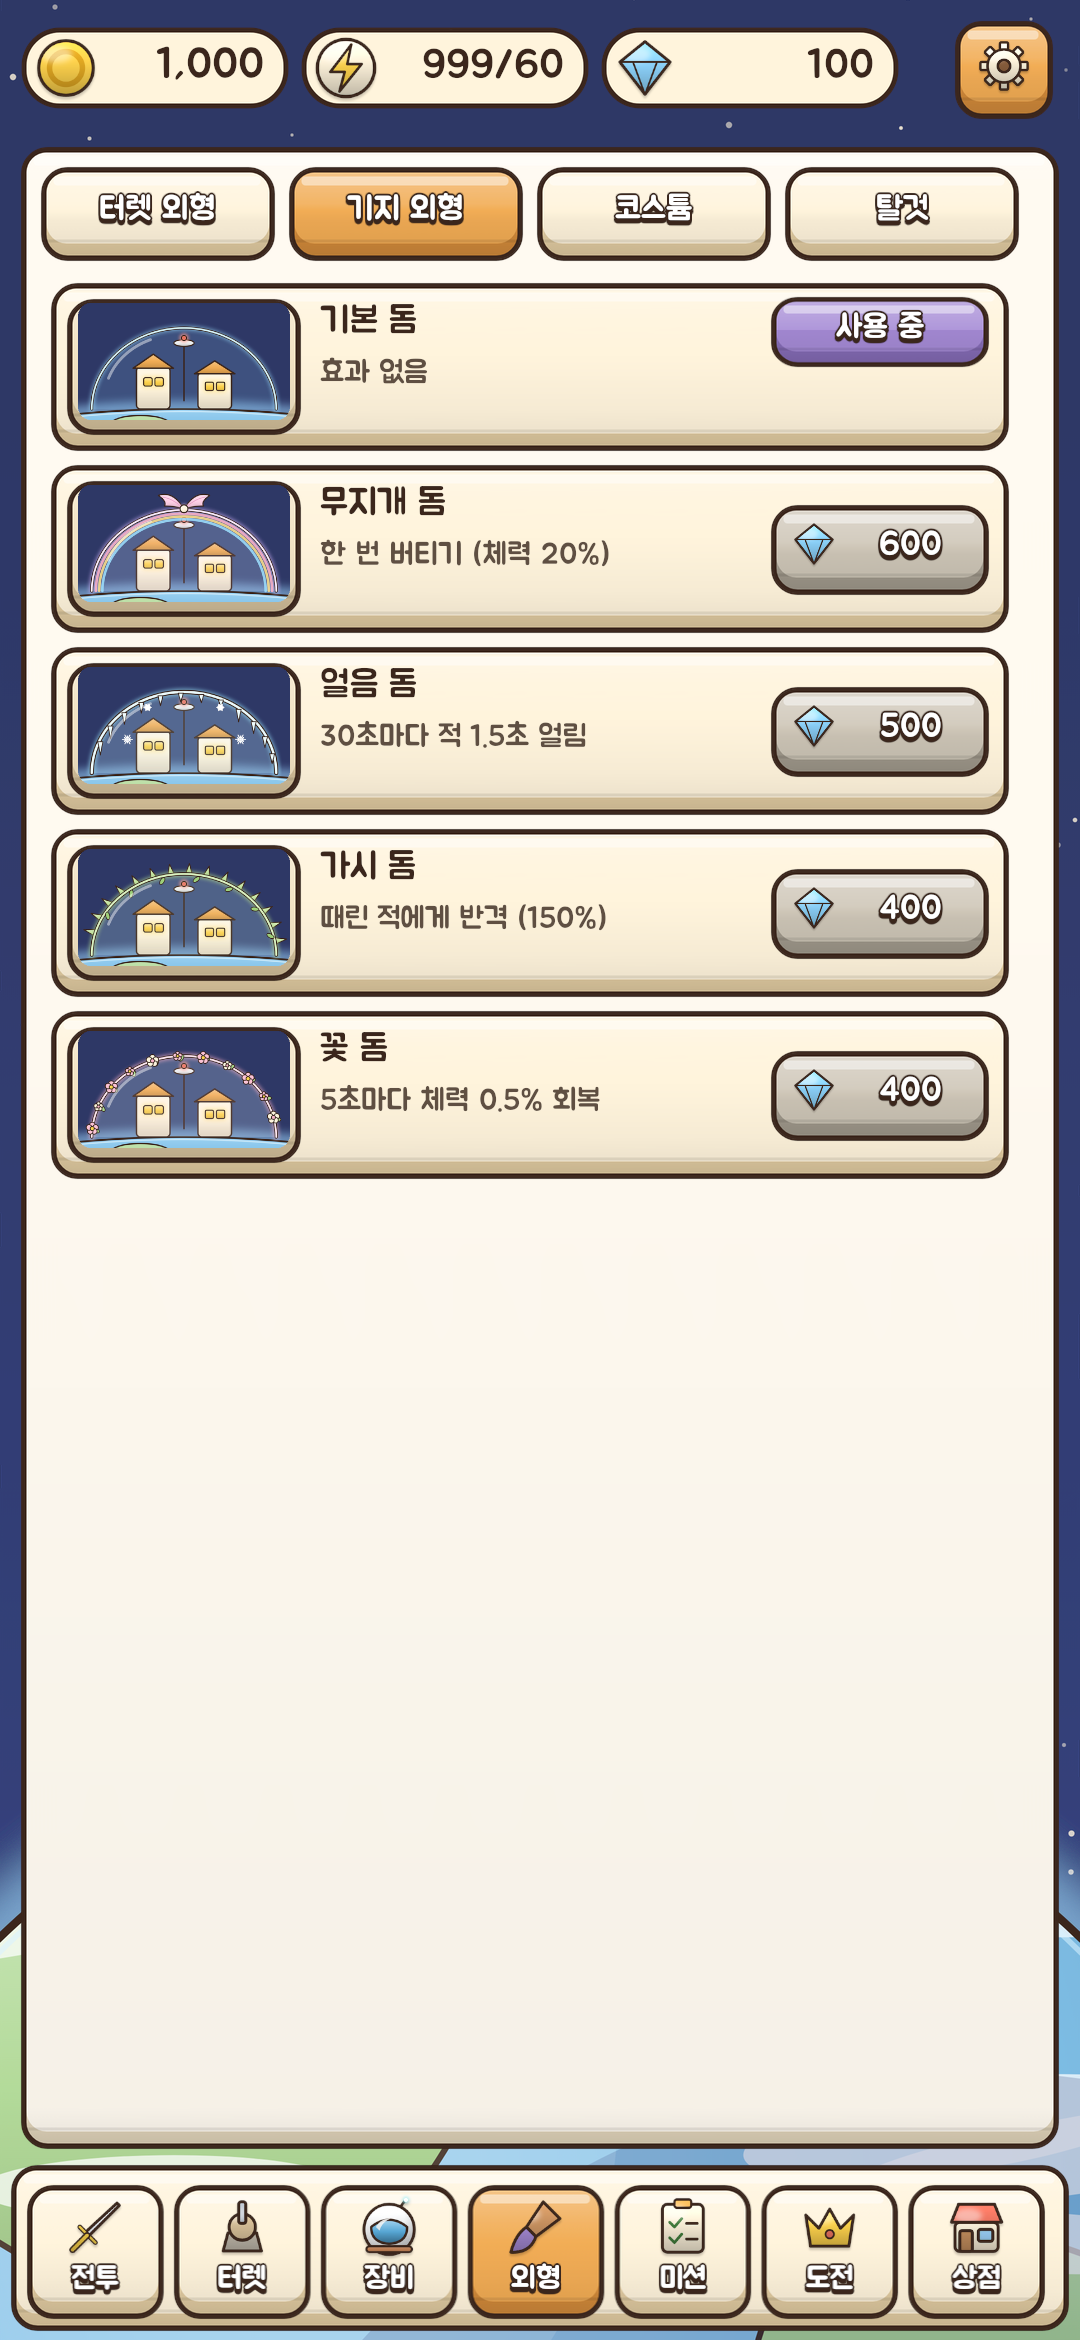 1,000
999/60
100
터렛 외형
기지 외형
코스튬
탈것
기본 돔
사용 중
효과 없음
무지개 돔
한 번 버티기 (체력 20%)
600
얼음 돔
30초마다 적 1.5초 얼림
500
가시 돔
때린 적에게 반격 (150%)
400
꽃 돔
5초마다 체력 0.5% 회복
400
전투
터렛
장비
외형
미션
도전
상점